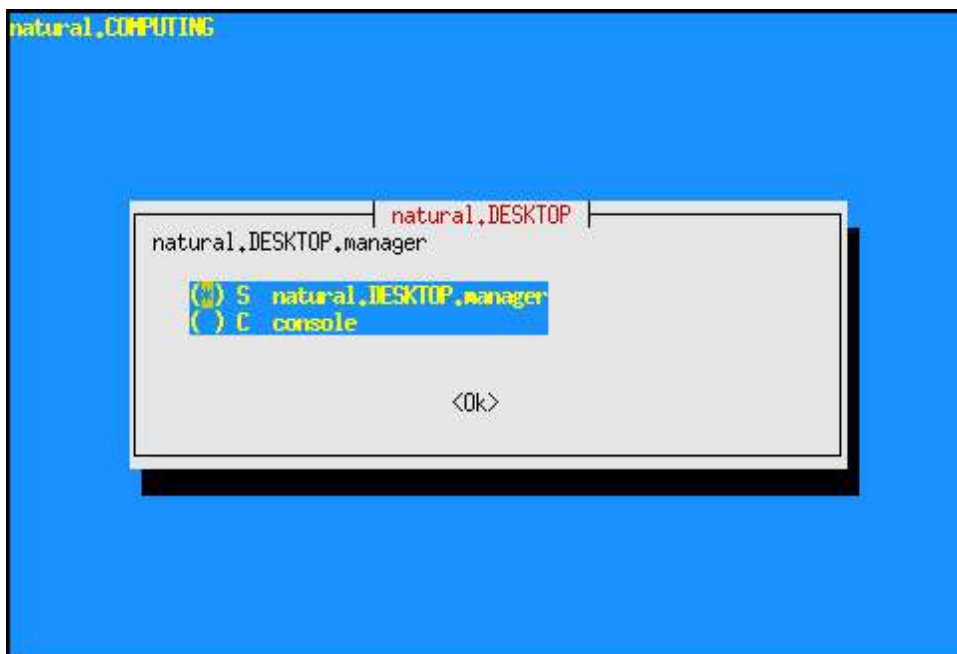 natural.COMPUTING
natural.DESKTOP
natural.DESKTOP.manager
(*) S natural.DESKTOP.manager
( ) C console
<Ok>